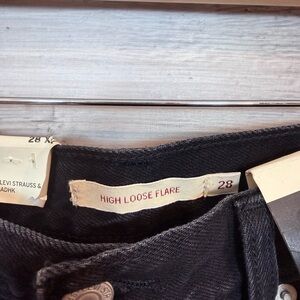 28 X
LEVI STRAUSS &
ADHK
HIGH LOOSE FLARE
28